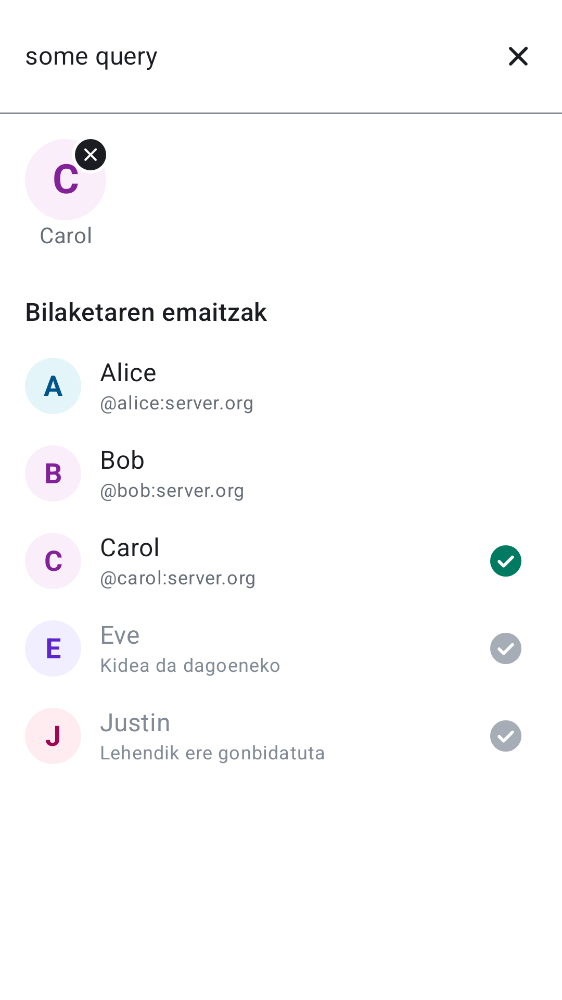 some query
C
Carol
Bilaketaren emaitzak
A
Alice
@alice:server.org
B
Bob
@bob:server.org
C
Carol
@carol:server.org
E
Eve
Kidea da dagoeneko
J
Justin
Lehendik ere gonbidatuta